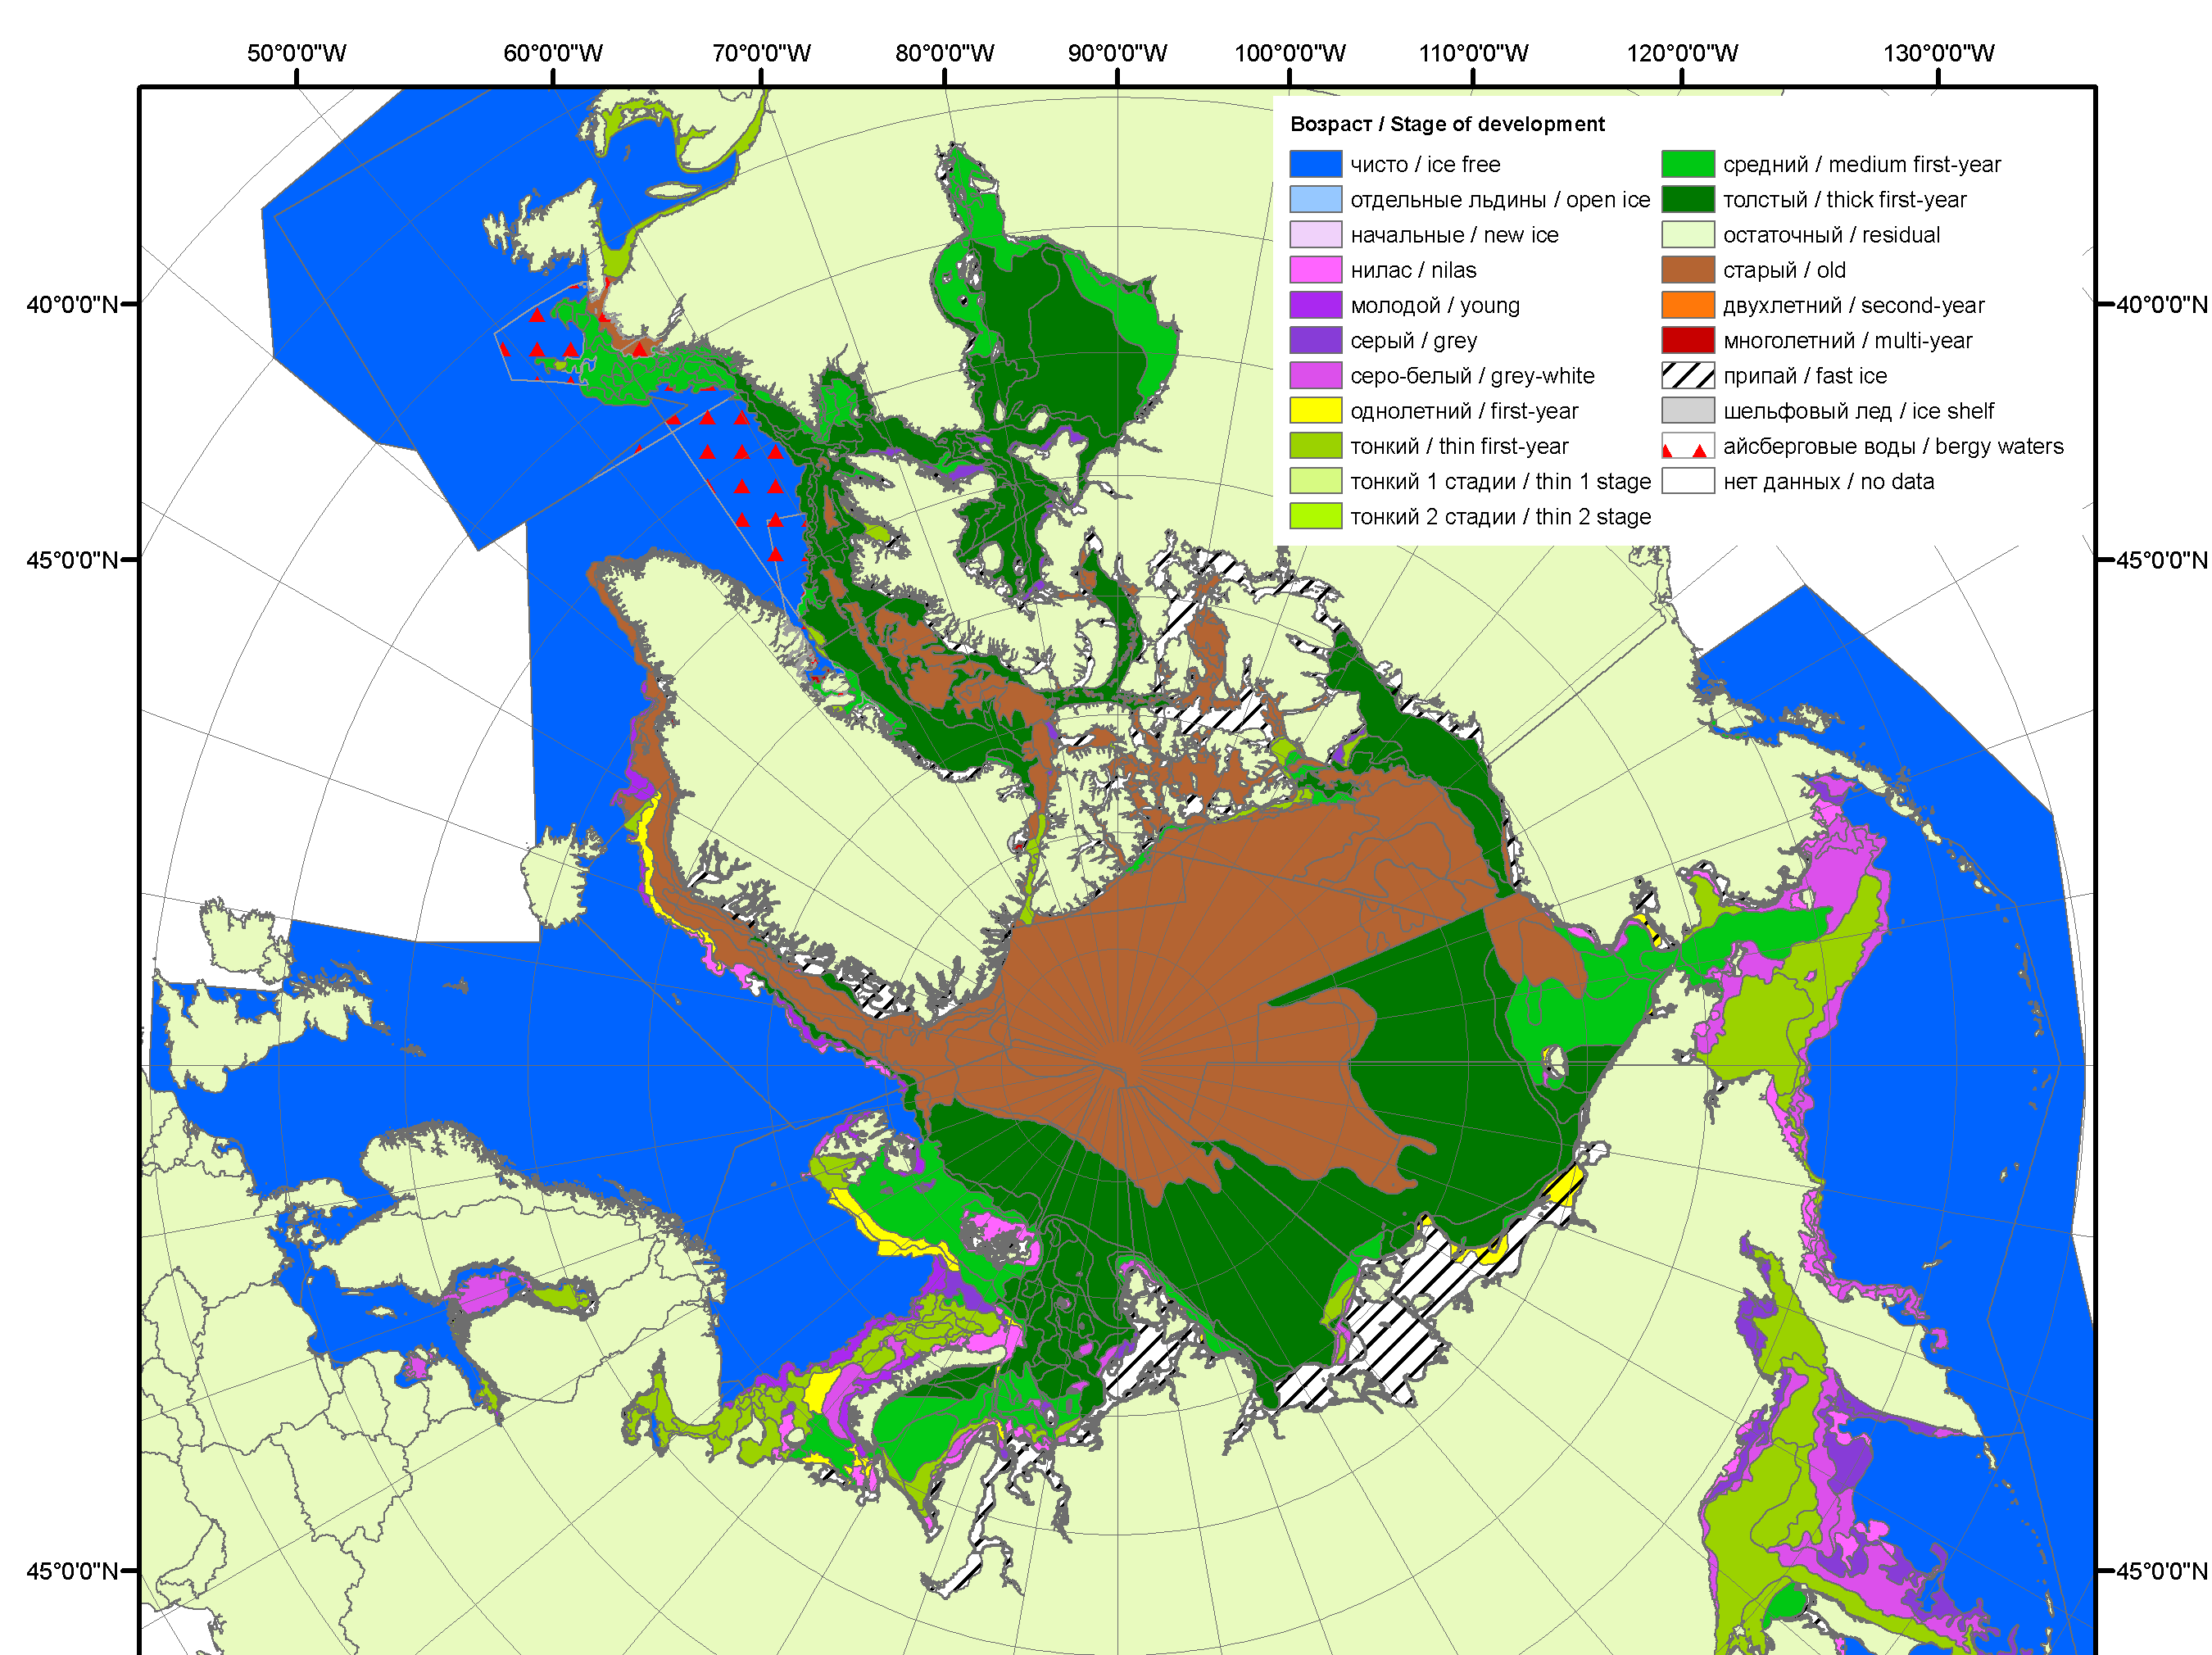 50°0'0"W 60°0'0"W 70°0'0"W 80°0'0"W 90°0'0"W 100°0'0"W 110°0'0"W 120°0'0"W 130°0'0"W
Возраст / Stage of development
чисто / ice free
отдельные льдины / open ice
начальные / new ice
нилас / nilas
молодой / young
серый / grey
серо-белый / grey-white
однолетний / first-year
тонкий / thin first-year
тонкий 1 стадии / thin 1 stage
тонкий 2 стадии / thin 2 stage
средний / medium first-year
толстый / thick first-year
остаточный / residual
старый / old
двухлетний / second-year
многолетний / multi-year
припай / fast ice
шельфовый лед / ice shelf
айсберговые воды / bergy waters
нет данных / no data
40°0'0"N 40°0'0"N
45°0'0"N 45°0'0"N
45°0'0"N 45°0'0"N